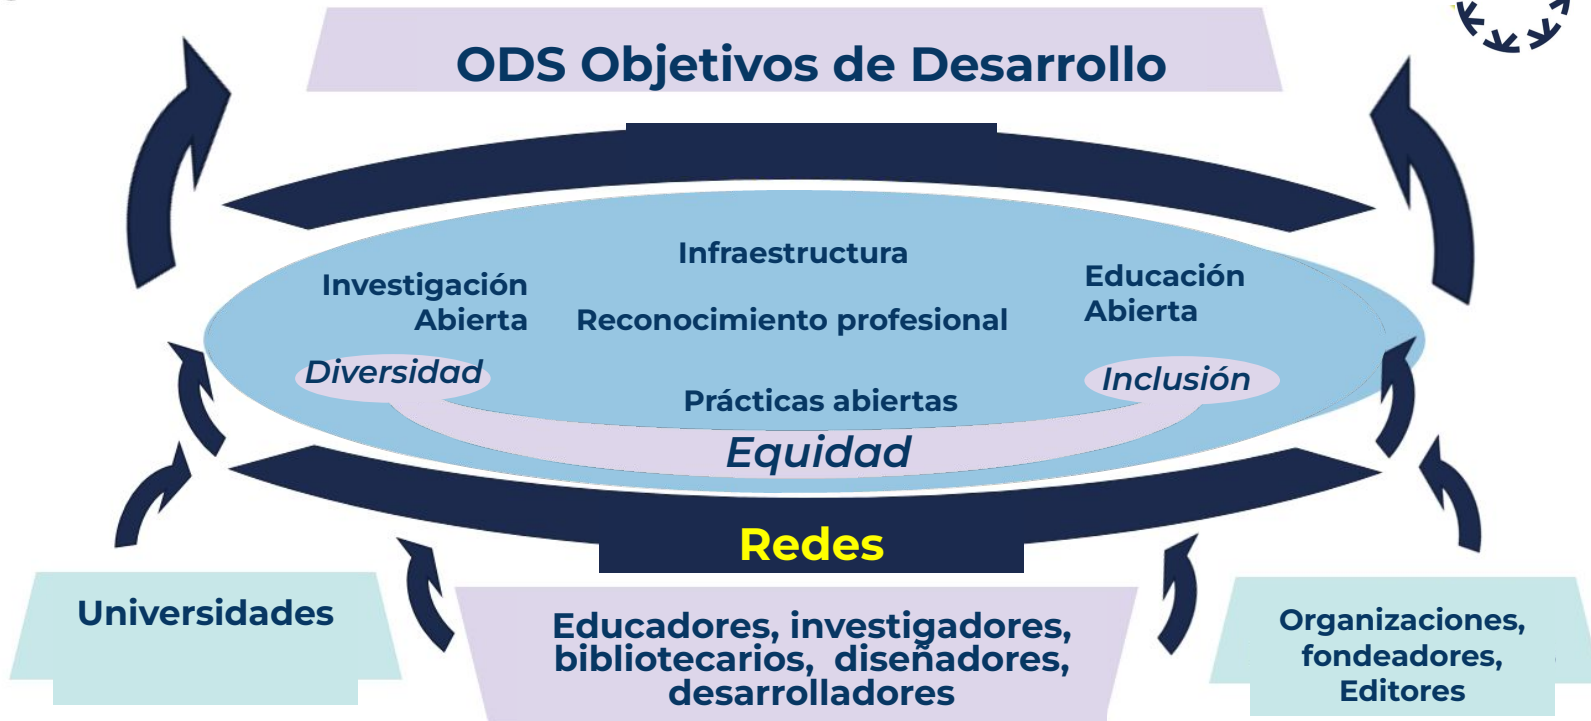 ODS Objetivos de Desarrollo
Infraestructura
Investigación
Abierta
Reconocimiento profesional
Educación
Abierta
Diversidad
Inclusión
Prácticas abiertas
Equidad
Redes
Universidades
Educadores, investigadores,
bibliotecarios, diseñadores,
desarrolladores
Organizaciones,
fondeadores,
Editores